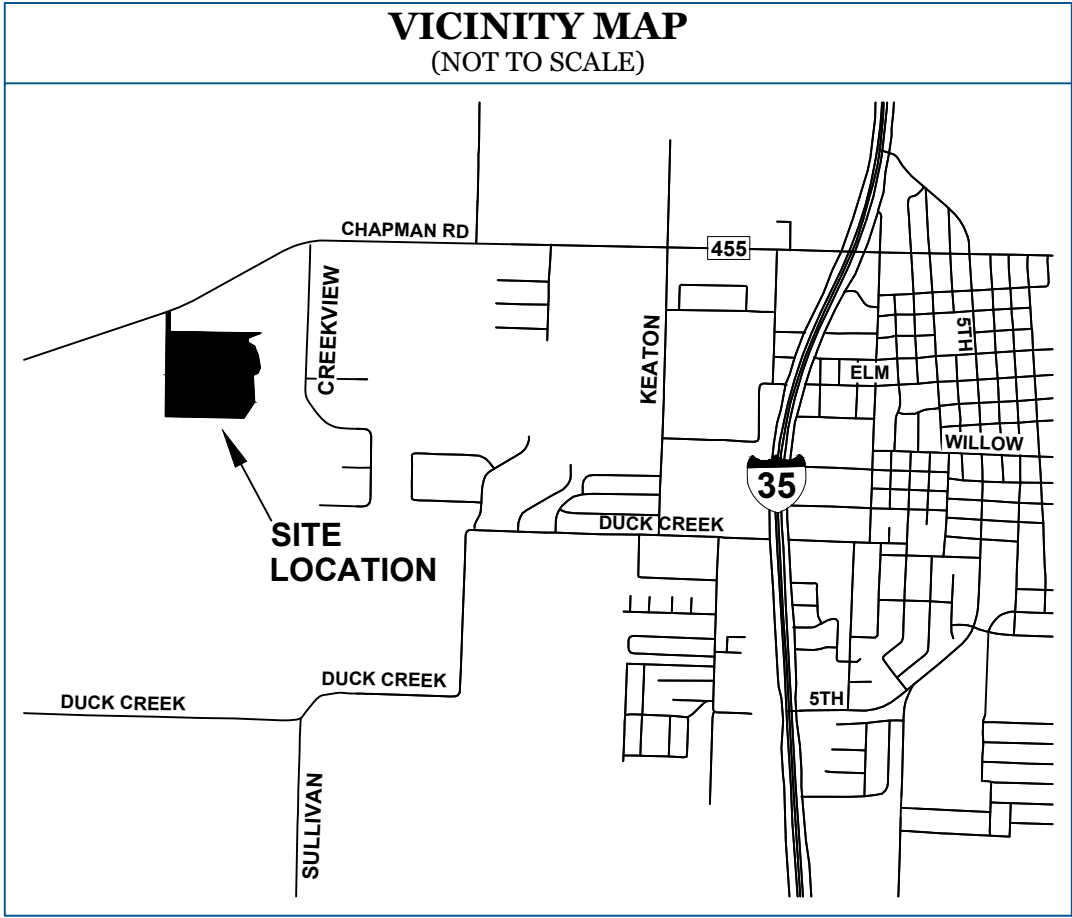 VICINITY MAP
(NOT TO SCALE)
CHAPMAN RD
455
CREEKVIEW
KEATON
5TH
ELM
WILLOW
35
SITE
LOCATION
DUCK CREEK
DUCK CREEK
DUCK CREEK
5TH
SULLIVAN